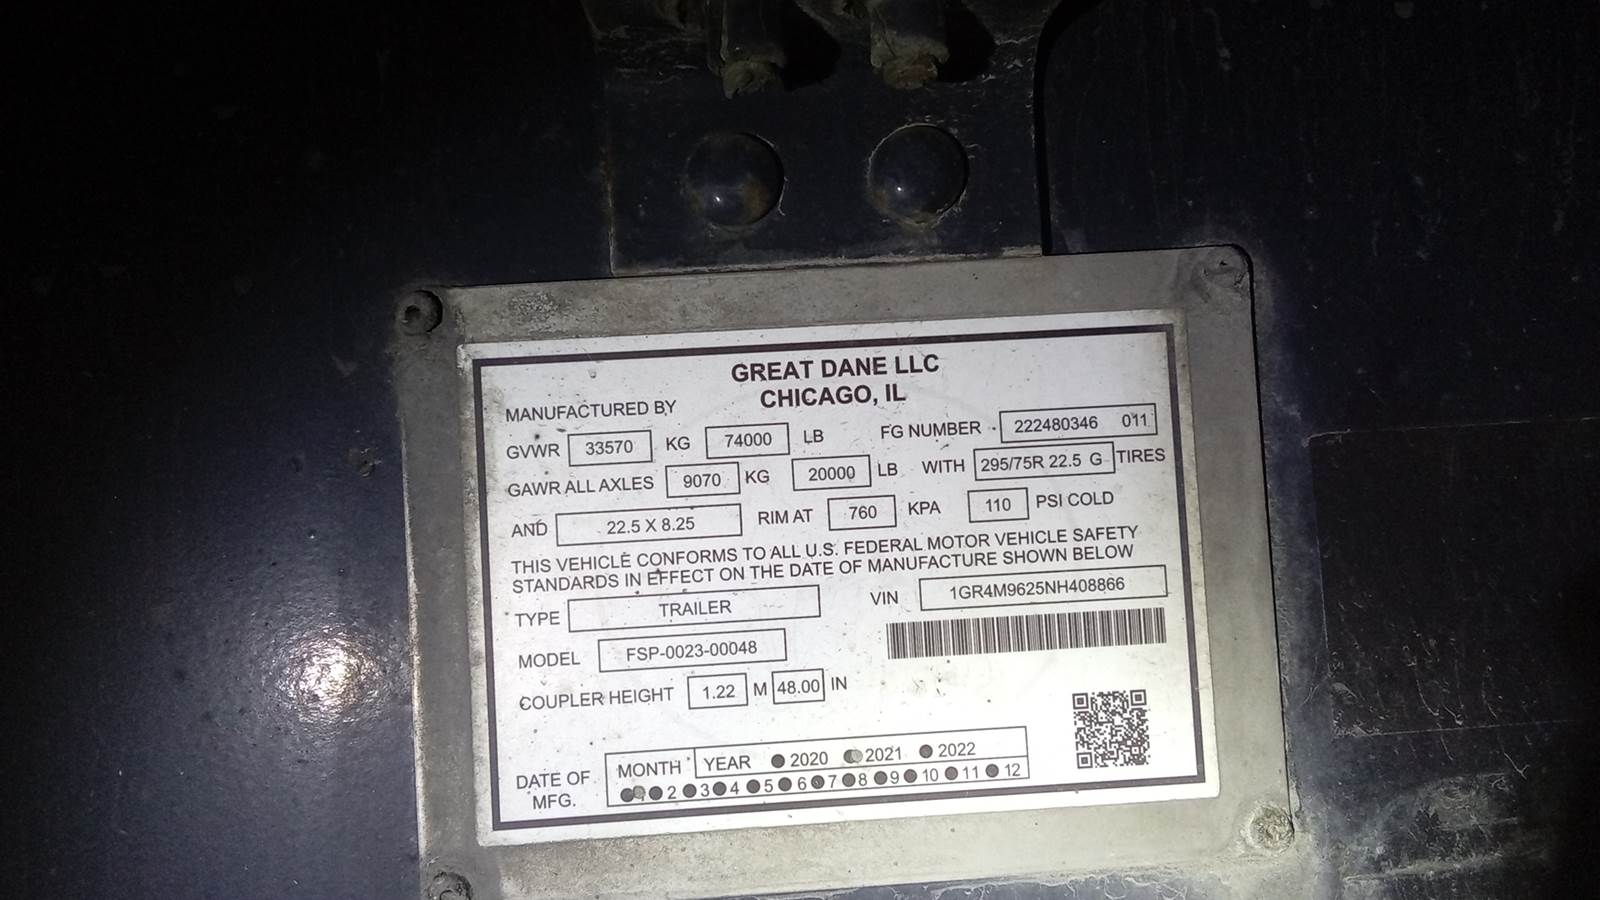 GREAT DANE LLC
MANUFACTURED BY CHICAGO, IL
GVWR 33570 KG 74000 LB FG NUMBER 222480346 011
GAWR ALL AXLES 9070 KG 20000 LB WITH 295/75R 22.5 G TIRES
AND 22.5 X 8.25 RIM AT 760 KPA 110 PSI COLD
THIS VEHICLE CONFORMS TO ALL U.S. FEDERAL MOTOR VEHICLE SAFETY
STANDARDS IN EFFECT ON THE DATE OF MANUFACTURE SHOWN BELOW
TYPE TRAILER VIN 1GR4M9625NH408866
MODEL FSP-0023-00048
COUPLER HEIGHT 1.22 M 48.00 IN
DATE OF MFG. MONTH YEAR 2020 2021 2022
1 2 3 4 5 6 7 8 9 10 11 12